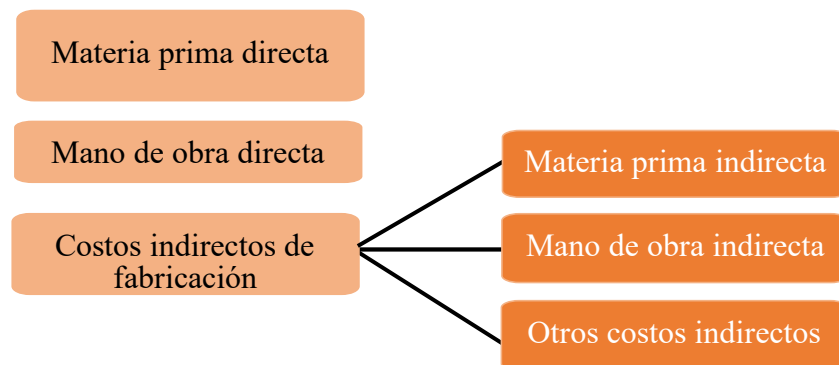 Materia prima directa
Mano de obra directa
Costos indirectos de
fabricación
Materia prima indirecta
Mano de obra indirecta
Otros costos indirectos